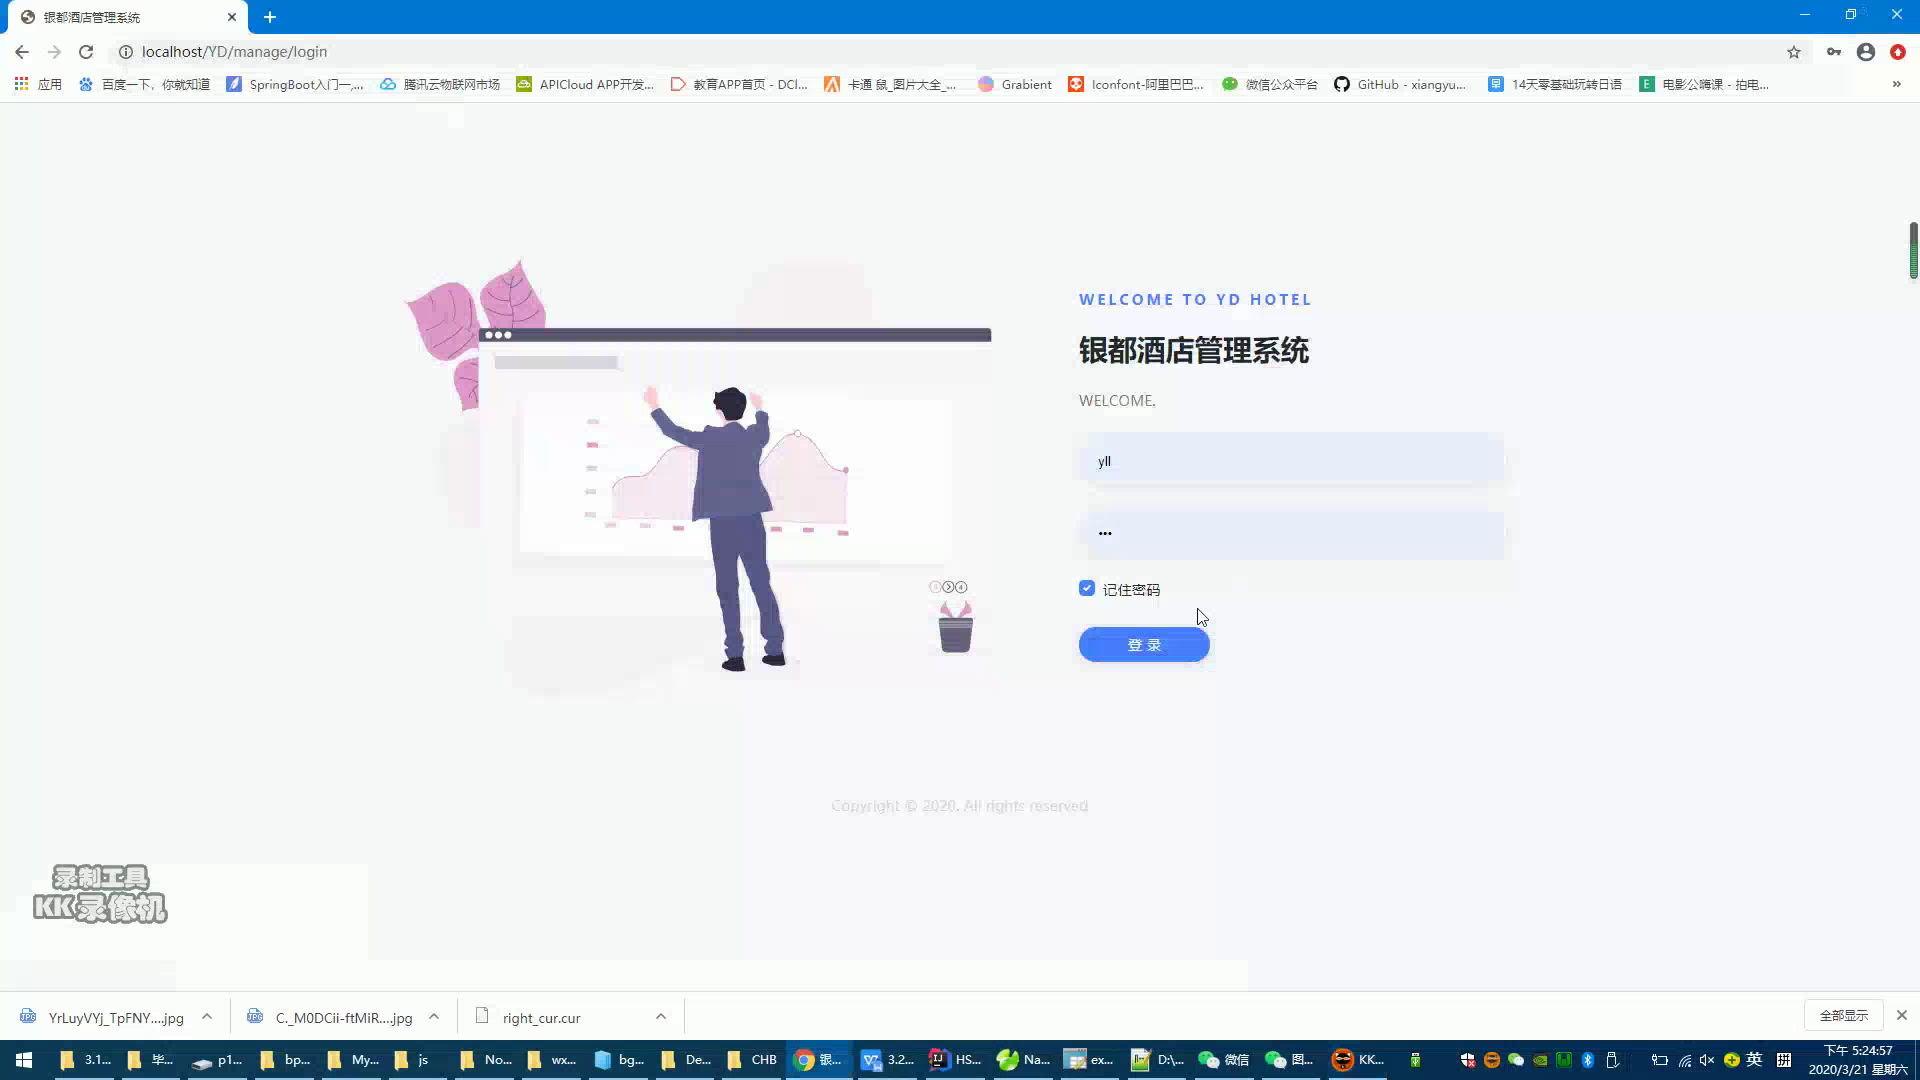 银都酒店管理系统
localhost/YD/manage/login
应用
百度一下，你就知道
SpringBoot入门一,...
腾讯云物联网市场
APICloud APP开发...
教育APP首页 - DCl...
卡通 鼠_图片大全_...
Grabient
Iconfont-阿里巴巴...
微信公众平台
GitHub - xiangyu...
14天零基础玩转日语
电影公嗨课 - 拍电...
»
WELCOME TO YD HOTEL
银都酒店管理系统
WELCOME.
yll
•••
记住密码
登 录
Copyright © 2020. All rights reserved
录制工具
KK录像机
YrLuyVYj_TpFNY....jpg
C._M0DCii-ftMiR....jpg
right_cur.cur
全部显示
3.1...
毕...
p1...
bp...
My...
js
No...
wx...
bg...
De...
CHB
银...
3.2...
HS...
Na...
ex...
D:\...
微信
图...
KK...
英
拼
下午 5:24:57
2020/3/21 星期六